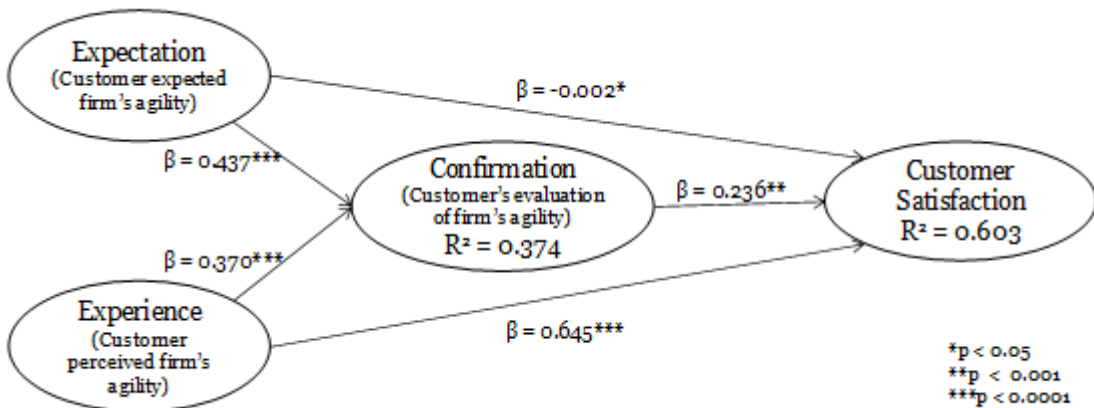 Expectation
(Customer expected
firm's agility)
β = -0.002*
β = 0.437***
Confirmation
(Customer's evaluation
of firm's agility)
R² = 0.374
β = 0.236**
Customer
Satisfaction
R² = 0.603
β = 0.370***
Experience
(Customer
perceived firm's
agility)
β = 0.645***
*p < 0.05
**p < 0.001
***p < 0.0001